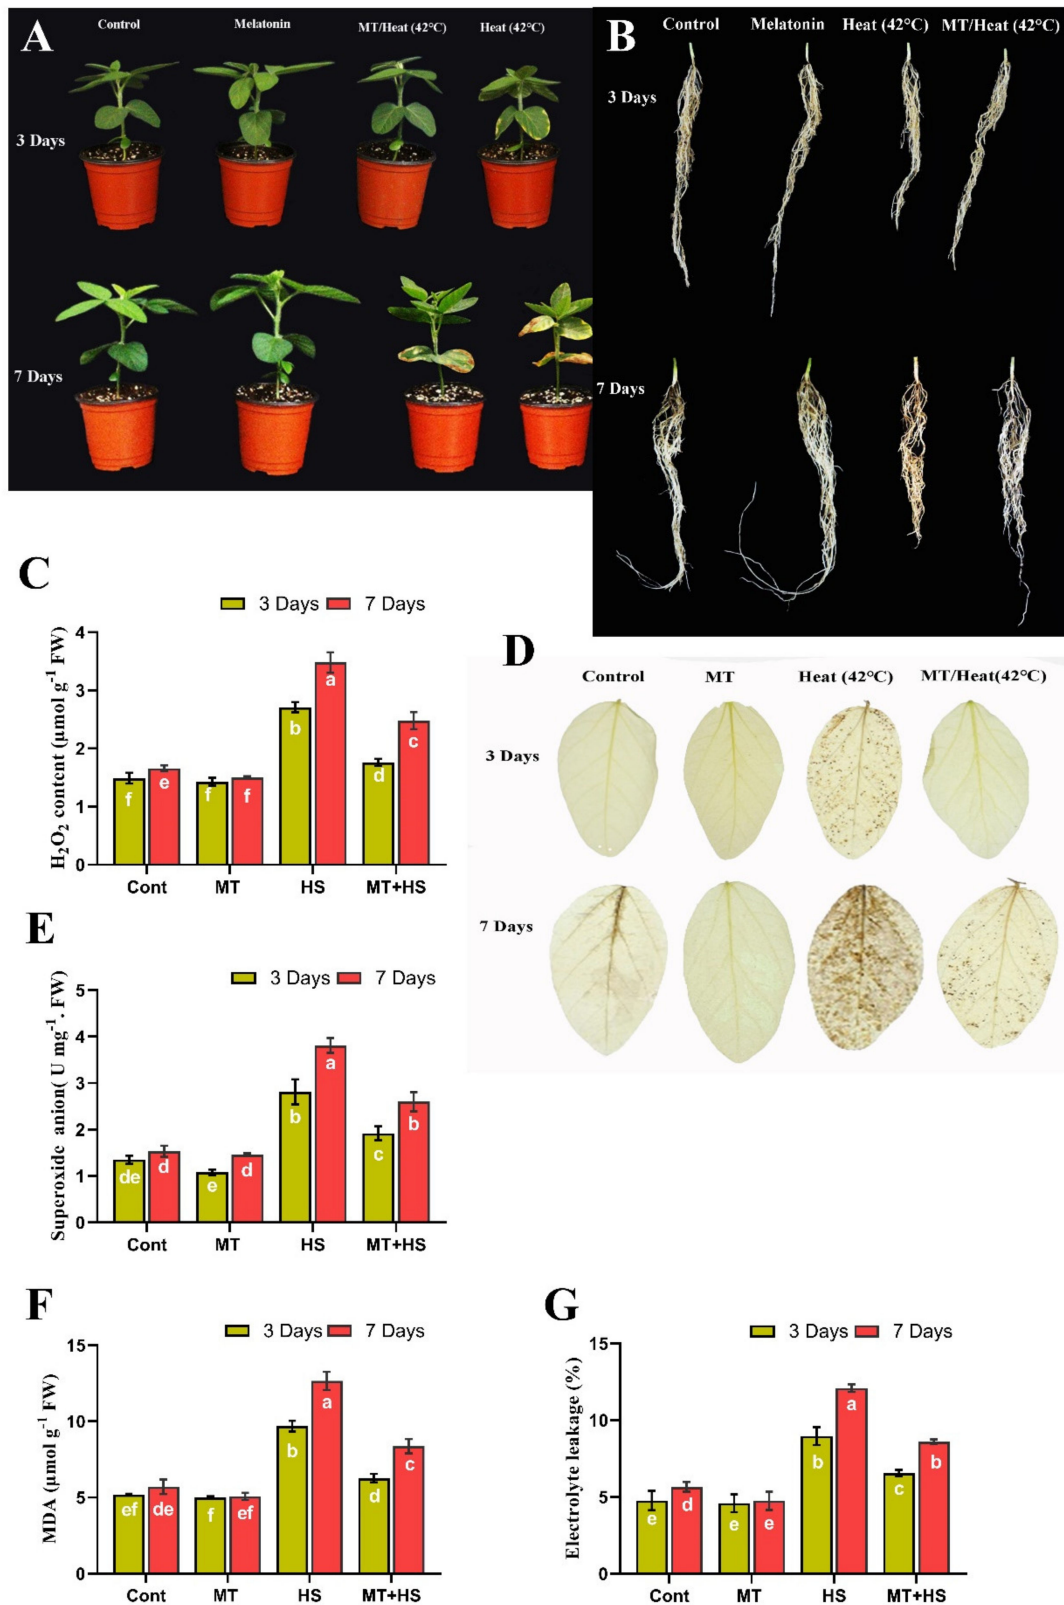 A
Control
Melatonin
MT/Heat (42°C)
Heat (42°C)
3 Days
7 Days
B
Control
Melatonin
Heat (42°C)
MT/Heat (42°C)
3 Days
7 Days
C
3 Days
7 Days
H2O2 content (µmol g-1 FW)
4
3
2
1
0
f
e
f
f
b
a
d
c
Cont
MT
HS
MT+HS
D
Control
MT
Heat (42°C)
MT/Heat(42°C)
3 Days
7 Days
E
3 Days
7 Days
Superoxide anion( U mg-1. FW)
5
4
3
2
1
0
de
d
e
d
b
a
c
b
Cont
MT
HS
MT+HS
F
3 Days
7 Days
MDA (µmol g-1 FW)
15
10
5
0
ef
de
f
ef
b
a
d
c
Cont
MT
HS
MT+HS
G
3 Days
7 Days
Electrolyte leakage (%)
15
10
5
0
e
d
e
e
b
a
c
b
Cont
MT
HS
MT+HS